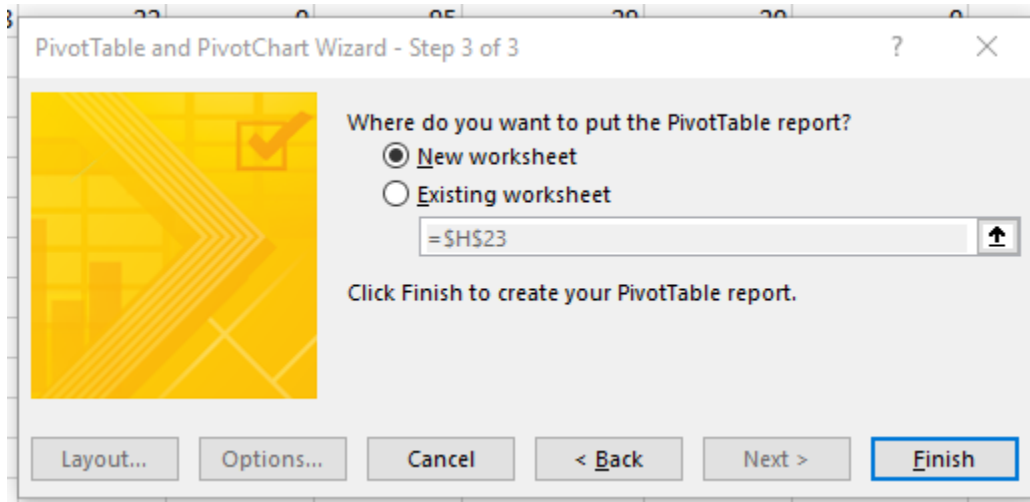 PivotTable and PivotChart Wizard - Step 3 of 3 ?
Where do you want to put the PivotTable report?
New worksheet
Existing worksheet
=$H$23
Click Finish to create your PivotTable report.
Layout... Options... Cancel < Back Next > Finish